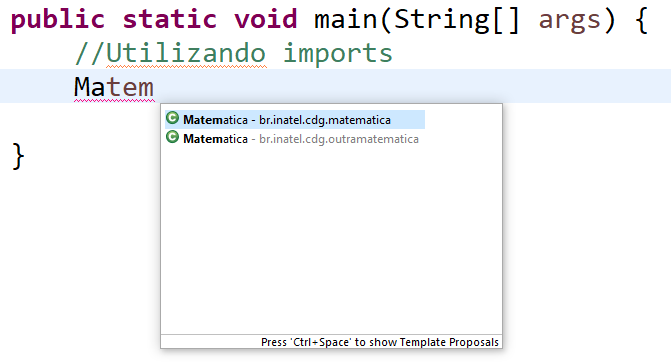 public static void main(String[] args) {
//Utilizando imports
Matem
Matematica - br.inatel.cdg.matematica
Matematica - br.inatel.cdg.outramatematica
}
Press 'Ctrl+Space' to show Template Proposals